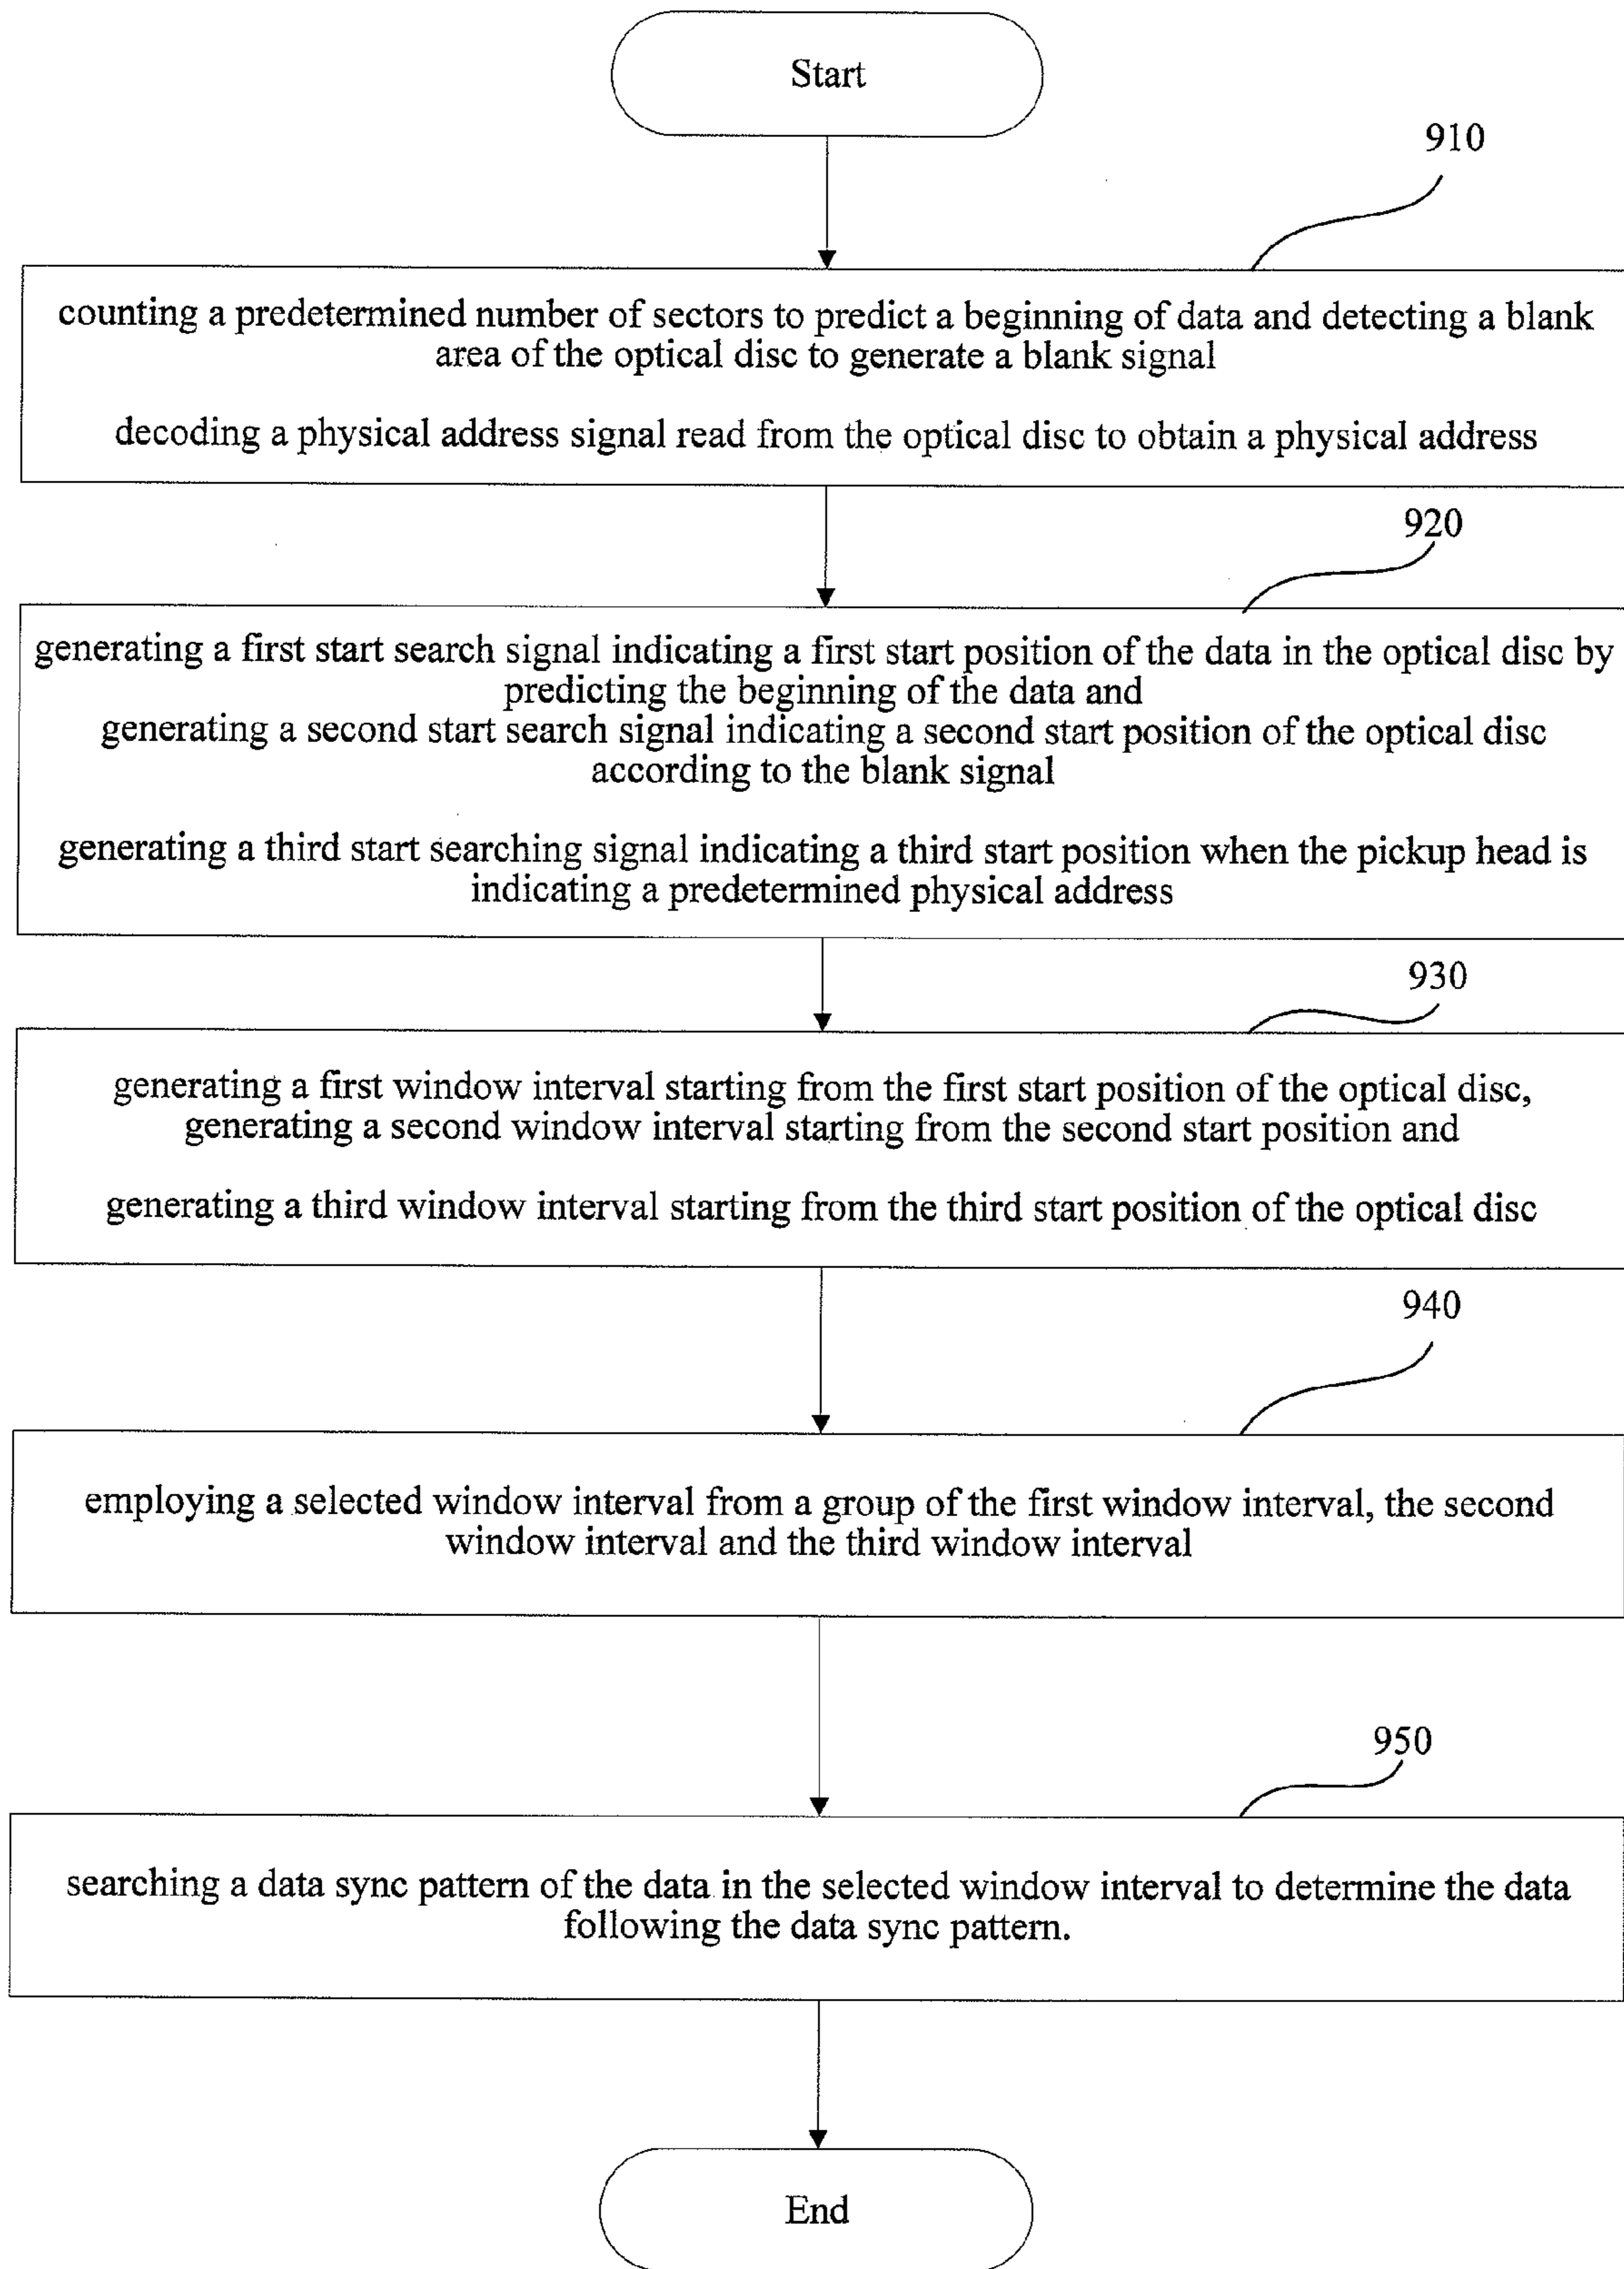 Start
910
counting a predetermined number of sectors to predict a beginning of data and detecting a blank
area of the optical disc to generate a blank signal
decoding a physical address signal read from the optical disc to obtain a physical address
920
generating a first start search signal indicating a first start position of the data in the optical disc by
predicting the beginning of the data and
generating a second start search signal indicating a second start position of the optical disc
according to the blank signal
generating a third start searching signal indicating a third start position when the pickup head is
indicating a predetermined physical address
930
generating a first window interval starting from the first start position of the optical disc,
generating a second window interval starting from the second start position and
generating a third window interval starting from the third start position of the optical disc
940
employing a selected window interval from a group of the first window interval, the second
window interval and the third window interval
950
searching a data sync pattern of the data in the selected window interval to determine the data
following the data sync pattern.
End